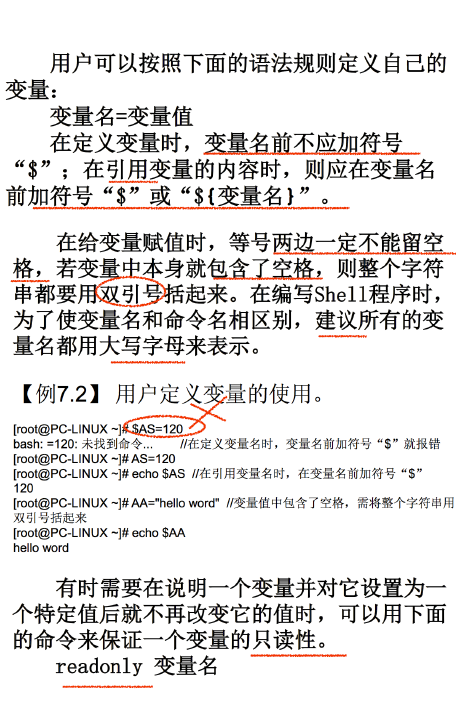 用户可以按照下面的语法规则定义自己的
变量：
变量名=变量值
在定义变量时，变量名前不应加符号
“$”；在引用变量的内容时，则应在变量名
前加符号“$”或“${变量名}”。
在给变量赋值时，等号两边一定不能留空
格，若变量中本身就包含了空格，则整个字符
串都要用双引号括起来。在编写Shell程序时，
为了使变量名和命令名相区别，建议所有的变
量名都用大写字母来表示。
【例7.2】 用户定义变量的使用。
[root@PC-LINUX ~]# $AS=120
bash: =120: 未找到命令... //在定义变量名时，变量名前加符号“$”就报错
[root@PC-LINUX ~]# AS=120
[root@PC-LINUX ~]# echo $AS //在引用变量名时，在变量名前加符号“$”
120
[root@PC-LINUX ~]# AA="hello word" //变量值中包含了空格，需将整个字符串用
双引号括起来
[root@PC-LINUX ~]# echo $AA
hello word
有时需要在说明一个变量并对它设置为一
个特定值后就不再改变它的值时，可以用下面
的命令来保证一个变量的只读性。
readonly 变量名